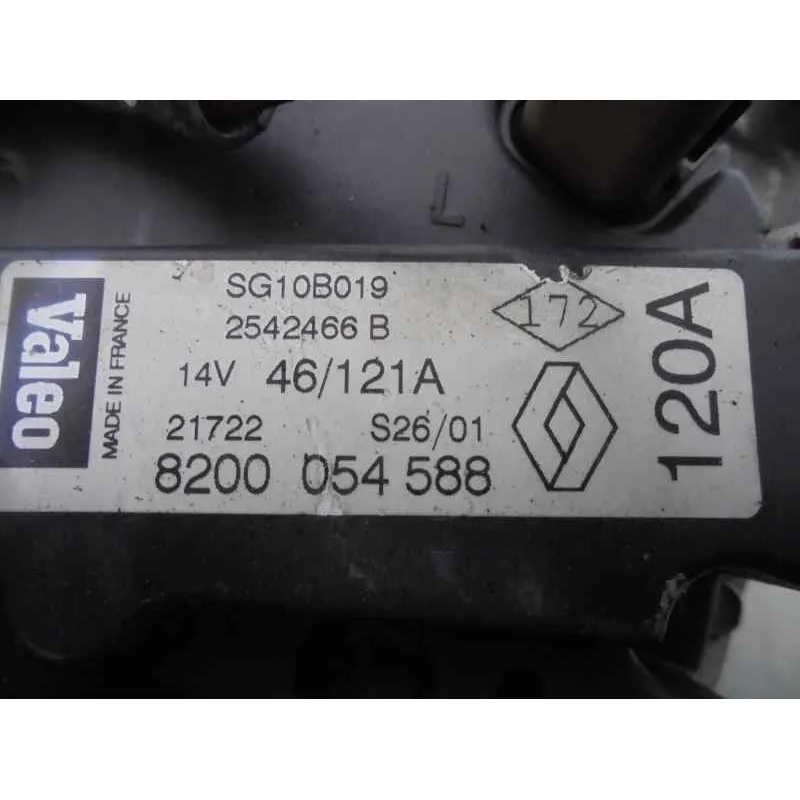 L
Valeo
MADE IN FRANCE
SG10B019
2542466 B
14V 46/121A
21722 S26/01
8200 054 588
172
120A